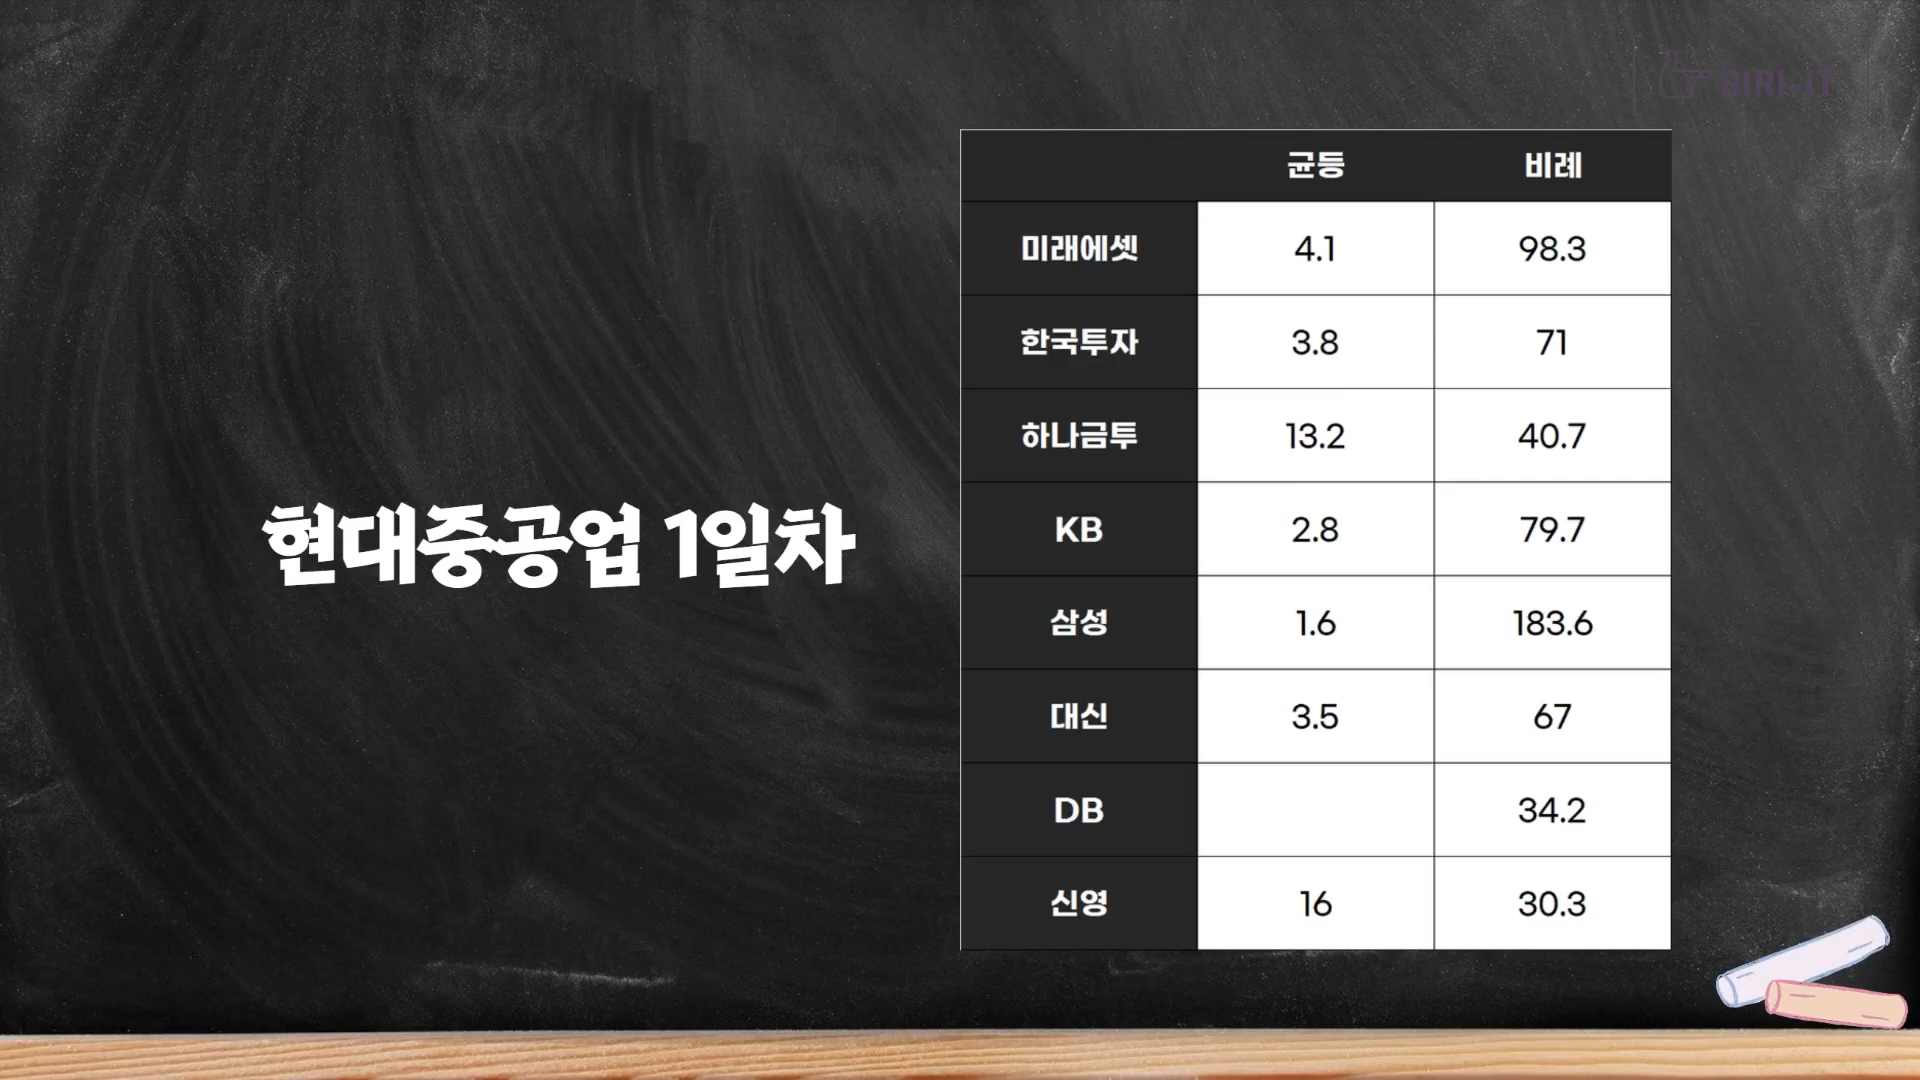 BIRI-IT
현대중공업 1일차
균등 비례
미래에셋 4.1 98.3
한국투자 3.8 71
하나금투 13.2 40.7
KB 2.8 79.7
삼성 1.6 183.6
대신 3.5 67
DB 34.2
신영 16 30.3